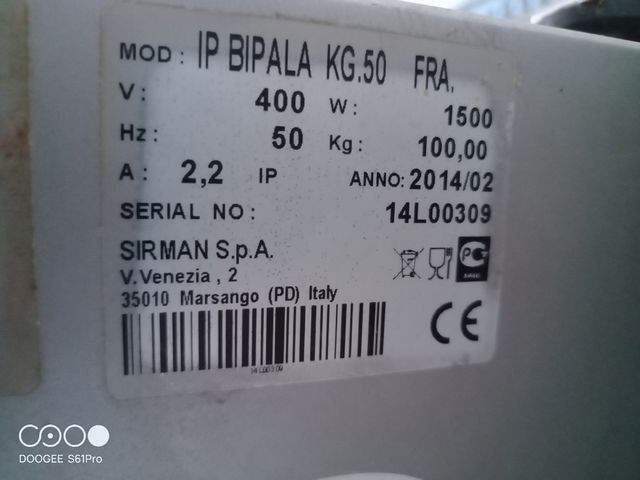 MOD: IP BIPALA KG.50 FRA.
V: 400 W: 1500
Hz: 50 Kg: 100,00
A: 2,2 IP ANNO: 2014/02
SERIAL NO: 14L00309
SIRMAN S.p.A.
V.Venezia, 2
35010 Marsango (PD) Italy
14L00309
CE
DOOGEE S61Pro